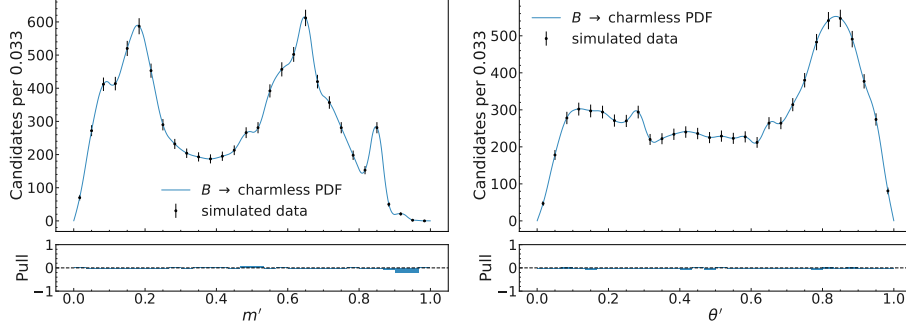 Candidates per 0.033
600
500
400
300
200
100
0
B → charmless PDF
simulated data
Pull
1
0
−1
0.0 0.2 0.4 0.6 0.8 1.0
m′
Candidates per 0.033
500
400
300
200
100
0
B → charmless PDF
simulated data
Pull
1
0
−1
0.0 0.2 0.4 0.6 0.8 1.0
θ′